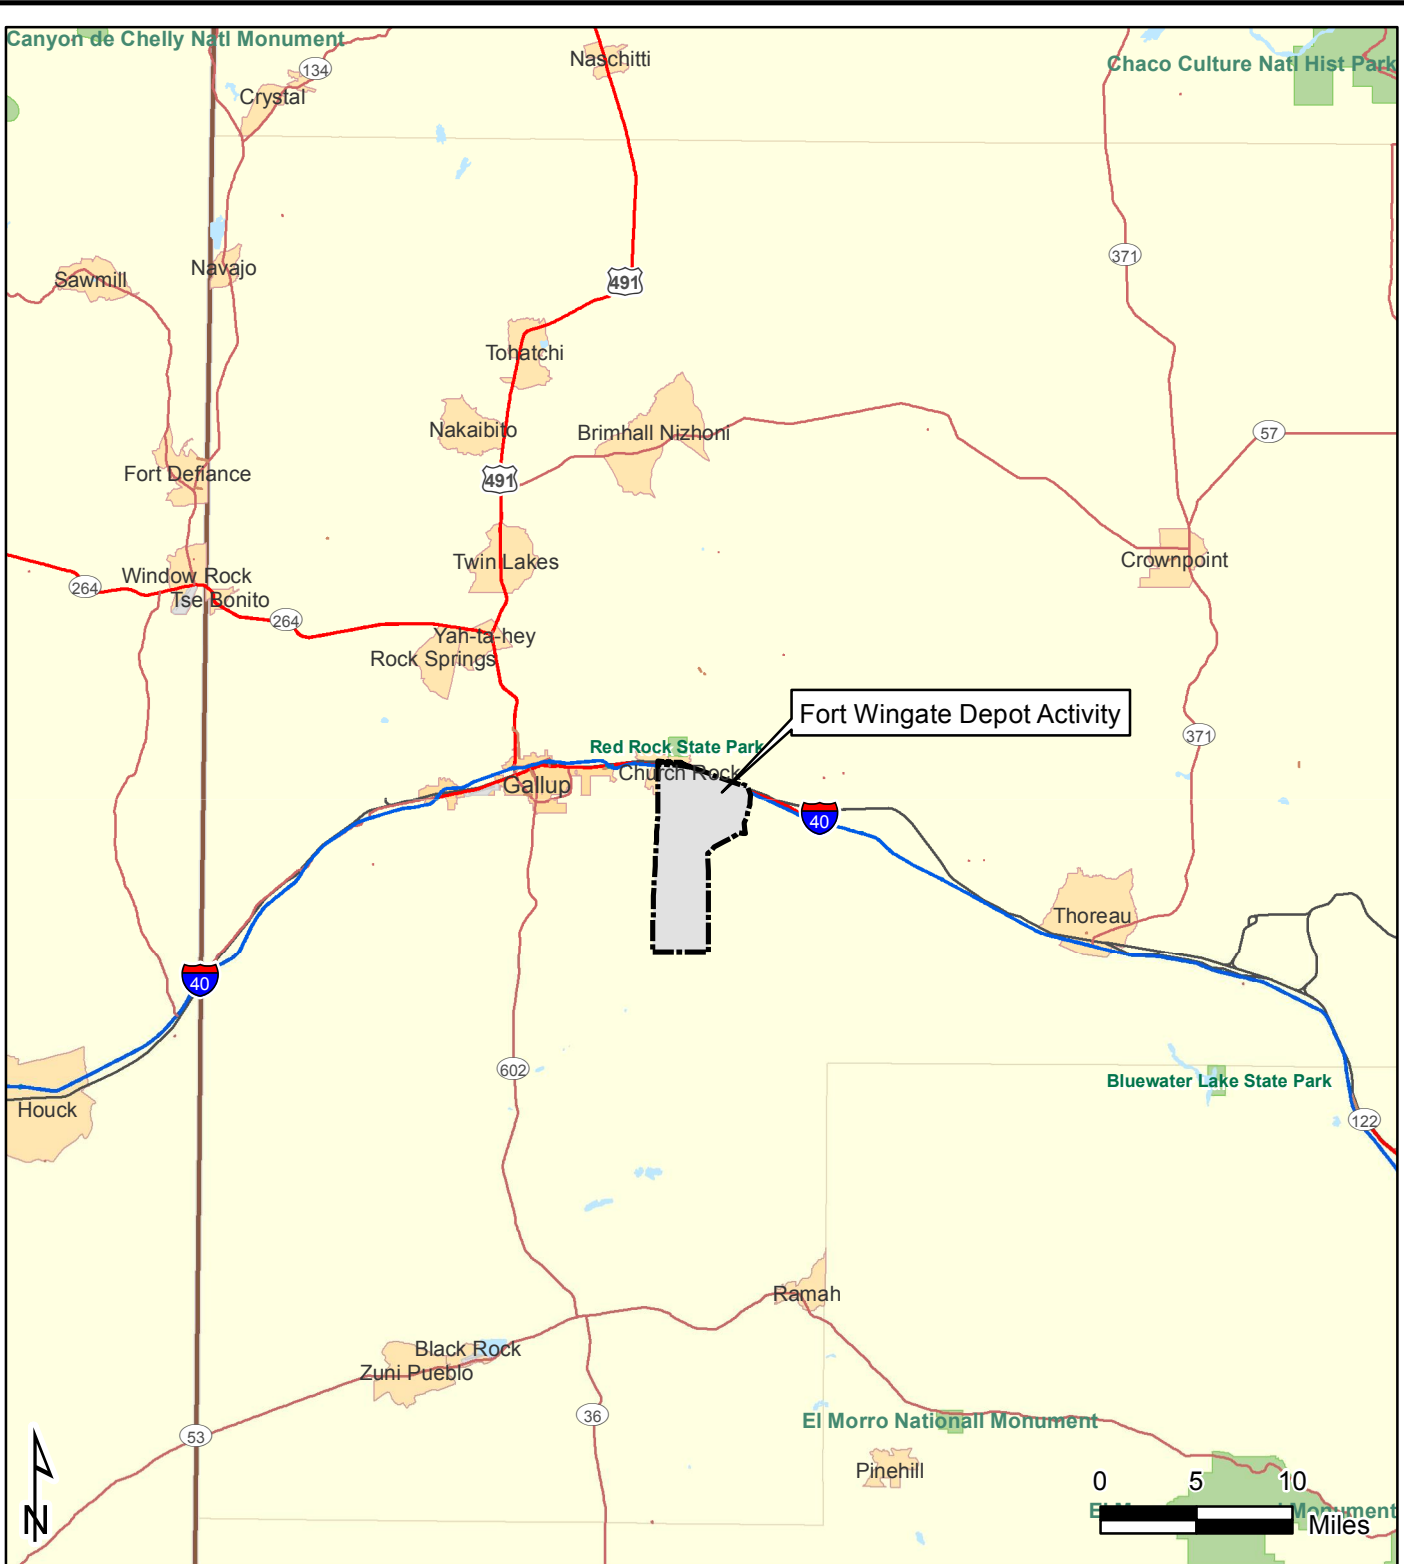 Canyon de Chelly Natl Monument
Naschitti
134
Chaco Culture Natl Hist Park
Crystal
371
Navajo
Sawmill
491
Tohatchi
Nakaibito
Brimhall Nizhoni
57
Fort Defiance
491
Twin Lakes
Crownpoint
Window Rock
264
Tse Bonito
264
Yah-ta-hey
Rock Springs
Fort Wingate Depot Activity
371
Red Rock State Park
Church Rock
Gallup
40
Thoreau
40
602
Bluewater Lake State Park
Houck
122
Ramah
Black Rock
Zuni Pueblo
36
El Morro Nationall Monument
53
Pinehill
0 5 10
Monument
Miles
N